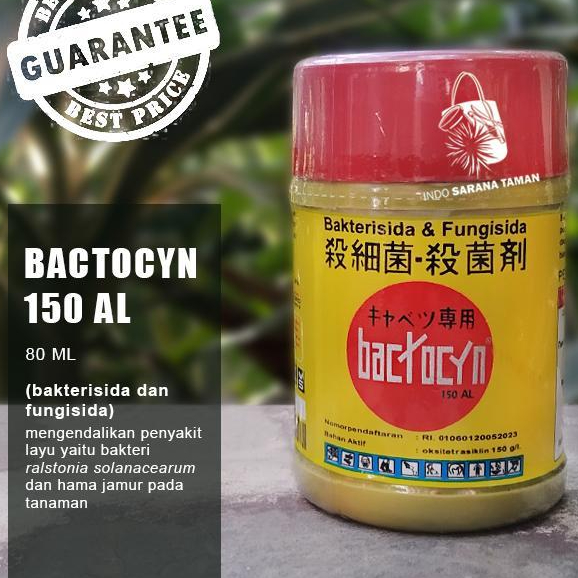 GUARANTEE
BEST PRICE
BACTOCYN
150 AL
80 ML
(bakterisida dan
fungisida)
mengendalikan penyakit
layu yaitu bakteri
ralstonia solanacearum
dan hama jamur pada
tanaman
INDO SARANA TAMAN
Bakterisida & Fungisida
殺細菌·殺菌剤
キャベツ専用
bactocyn
150 AL
Nomorpendaftaran : RI. 01060120052023
Bahan Aktif : oksitetrasiklin 150 g/l.